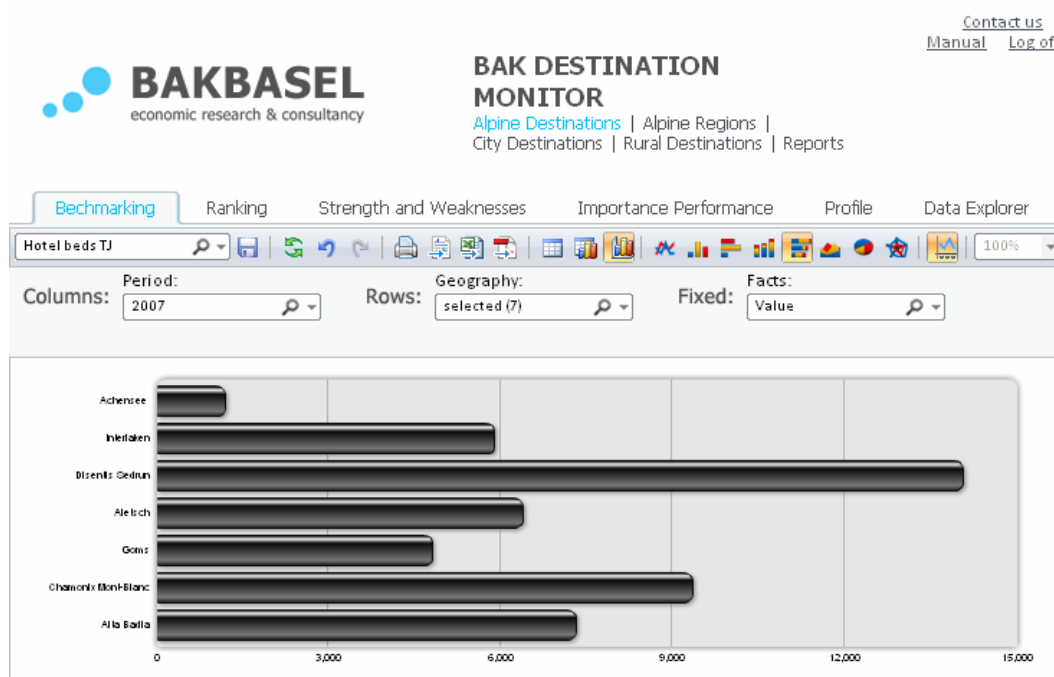 Contact us
Manual Log of
BAKBASEL
economic research & consultancy
BAK DESTINATION
MONITOR
Alpine Destinations | Alpine Regions |
City Destinations | Rural Destinations | Reports
Bechmarking Ranking Strength and Weaknesses Importance Performance Profile Data Explorer
Hotel beds TJ 100%
Columns: Period: 2007 Rows: Geography: selected (7) Fixed: Facts: Value
Achensee
Interlaken
Disentis Sedrun
Aletsch
Goms
Chamonix Mont-Blanc
Alta Badia
0 3,000 6,000 9,000 12,000 15,000